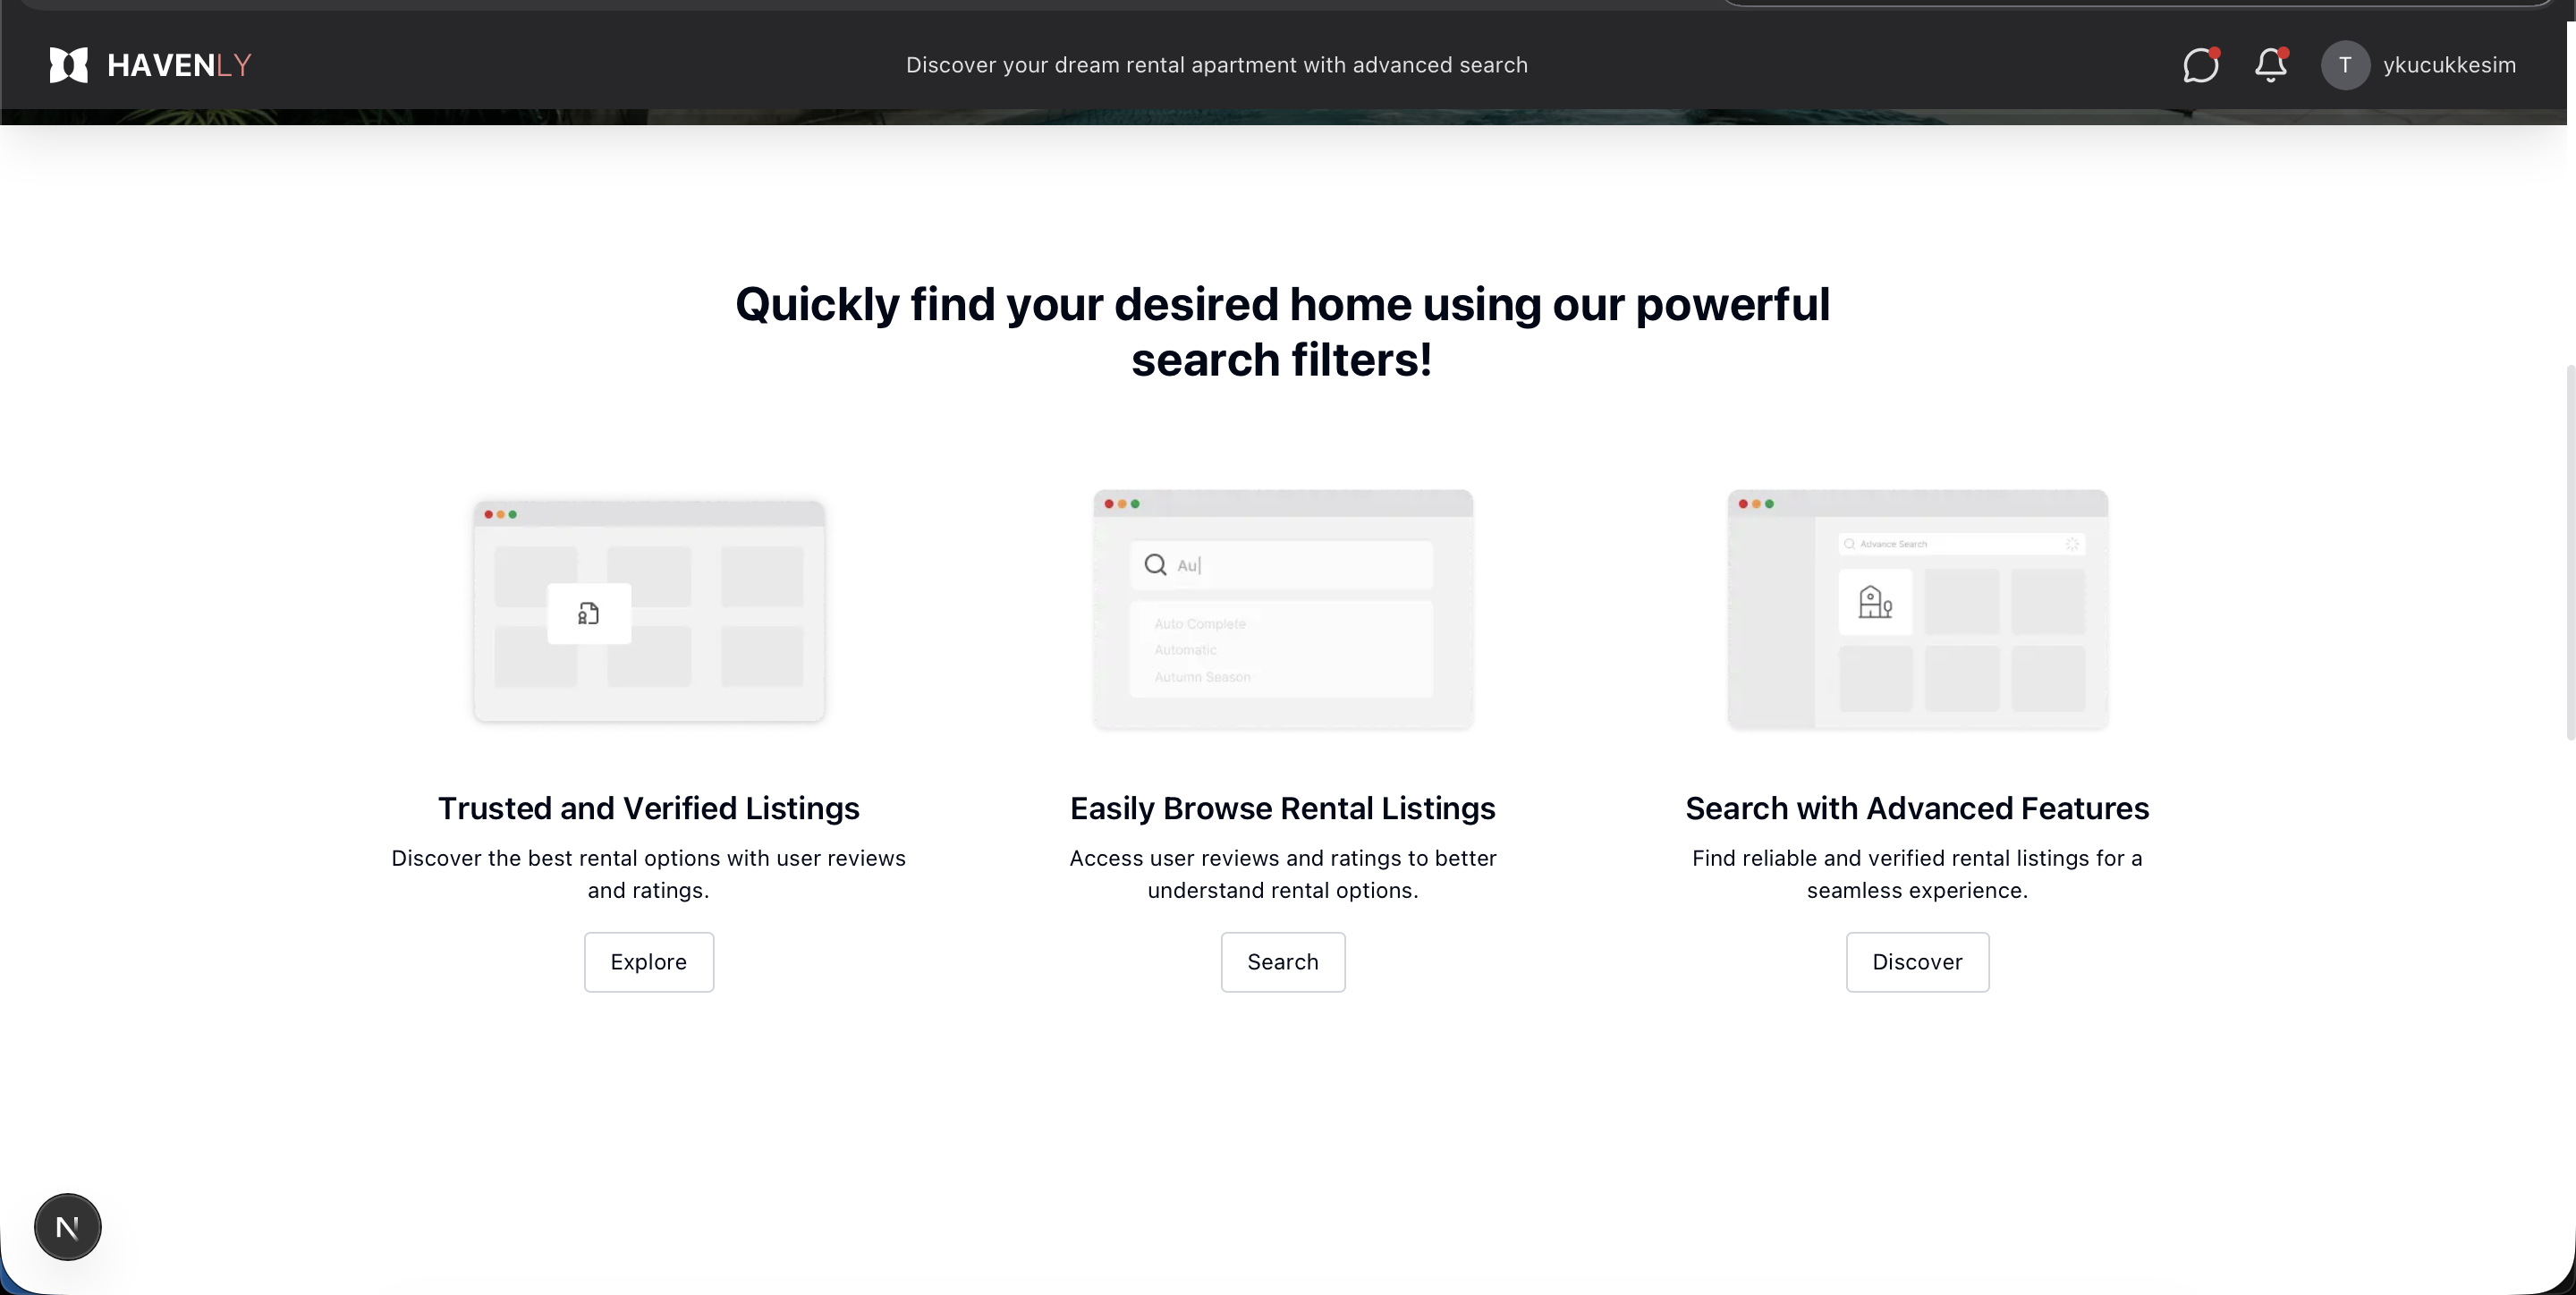 HAVENLY
Discover your dream rental apartment with advanced search
T
ykucukkesim
Quickly find your desired home using our powerful
search filters!
Au
Auto Complete
Automatic
Autumn Season
Advance Search
Trusted and Verified Listings
Discover the best rental options with user reviews
and ratings.
Explore
Easily Browse Rental Listings
Access user reviews and ratings to better
understand rental options.
Search
Search with Advanced Features
Find reliable and verified rental listings for a
seamless experience.
Discover
N